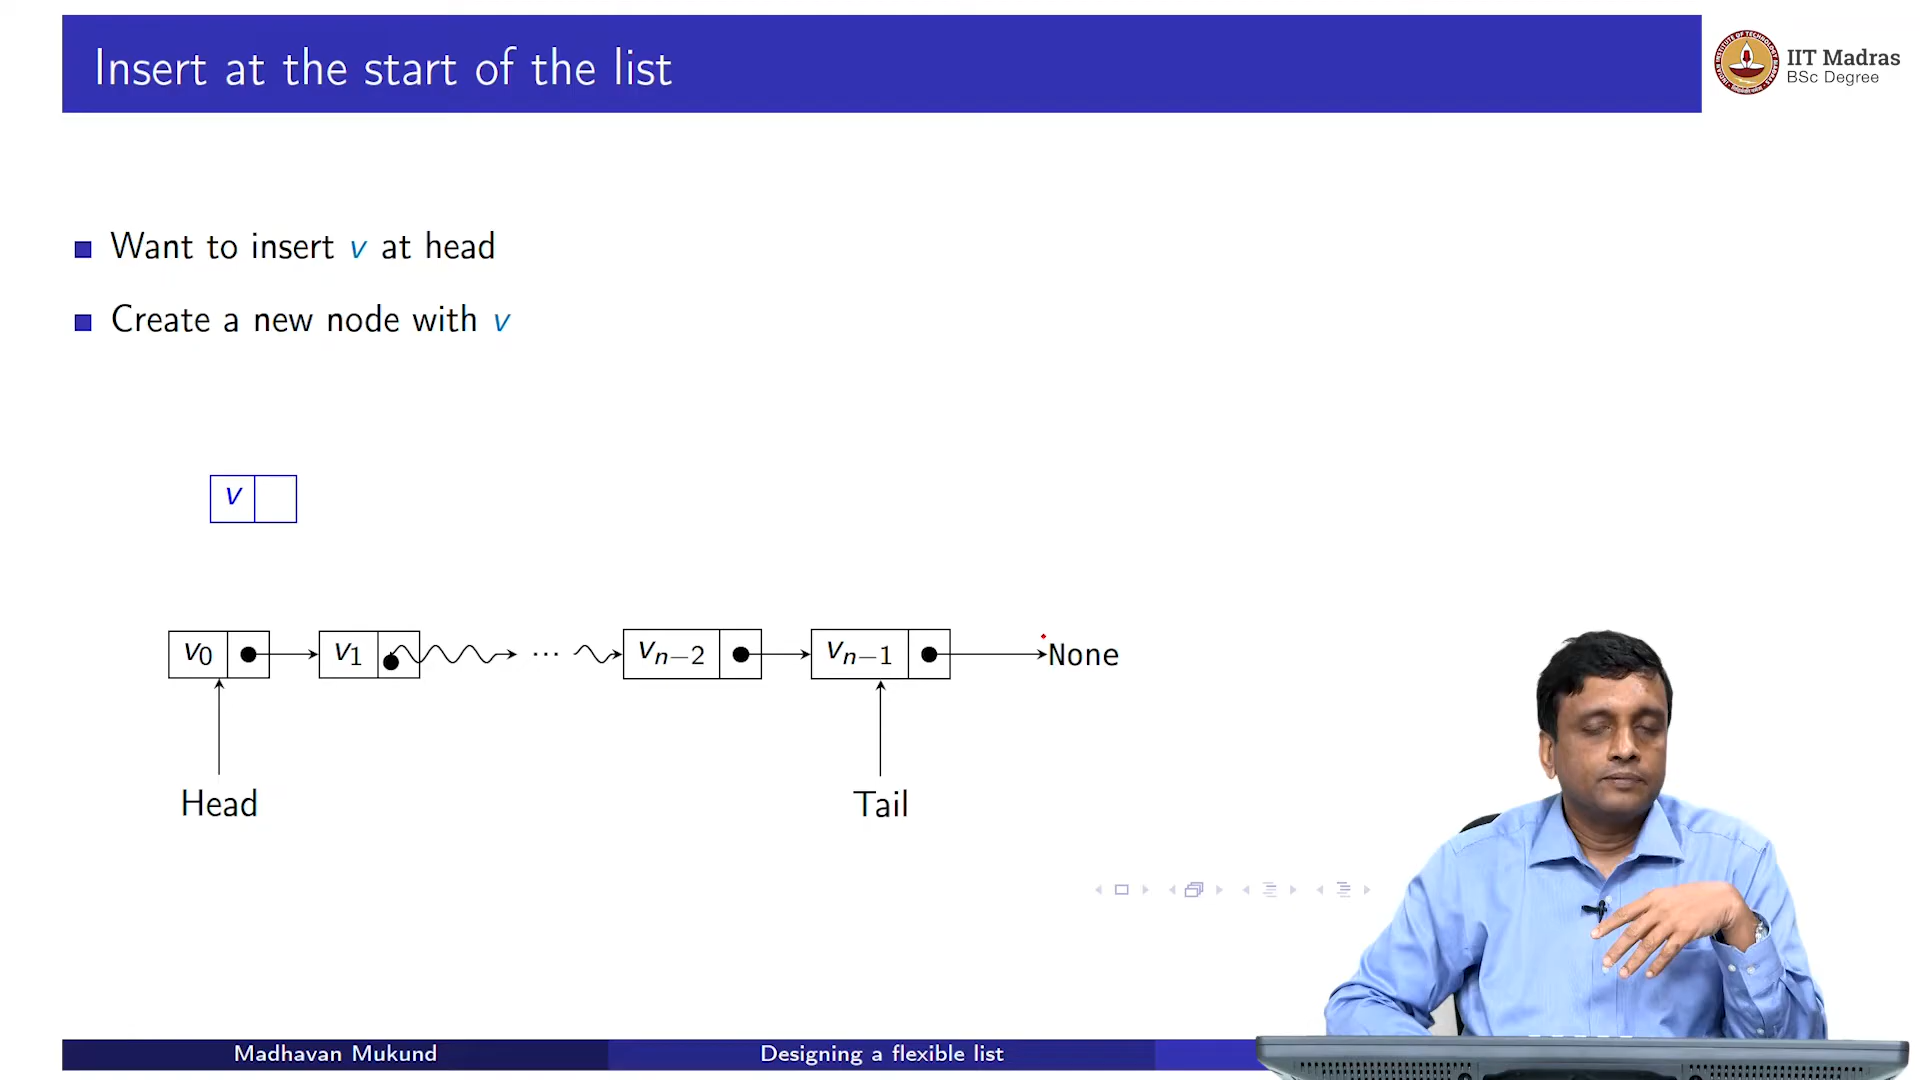 Insert at the start of the list
IIT Madras
BSc Degree
Want to insert v at head
Create a new node with v
v
v0 v1 ... vn−2 vn−1 None
Head Tail
Madhavan Mukund Designing a flexible list